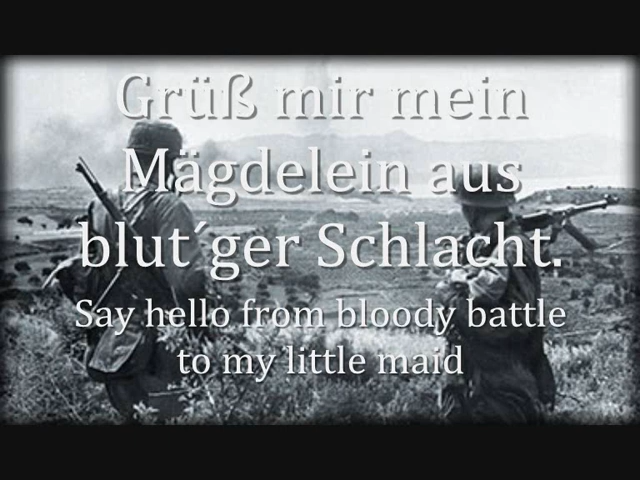 Grüß mir mein
Mägdelein aus
blut´ger Schlacht.
Say hello from bloody battle
to my little maid